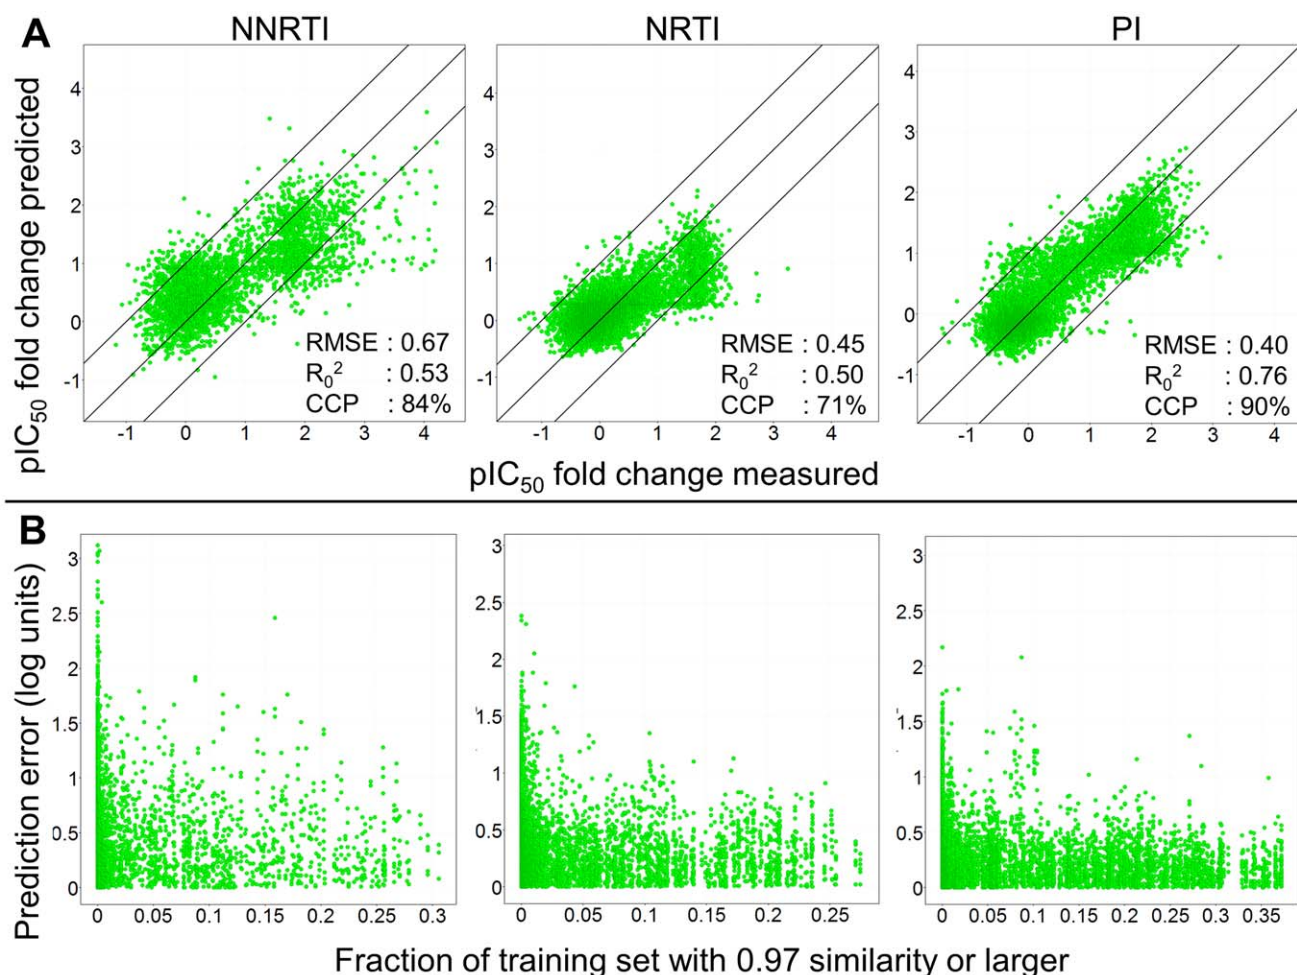 A
NNRTI
NRTI
PI
pIC50 fold change predicted
4
3
2
1
0
-1
RMSE : 0.67
R0² : 0.53
CCP : 84%
-1 0 1 2 3 4
4
3
2
1
0
-1
RMSE : 0.45
R0² : 0.50
CCP : 71%
-1 0 1 2 3 4
4
3
2
1
0
-1
RMSE : 0.40
R0² : 0.76
CCP : 90%
-1 0 1 2 3 4
pIC50 fold change measured
B
Prediction error (log units)
3
2.5
2
1.5
1
0.5
0
0 0.05 0.1 0.15 0.2 0.25 0.3
3
2.5
2
1.5
1
0.5
0
0 0.05 0.1 0.15 0.2 0.25
3
2.5
2
1.5
1
0.5
0
0 0.05 0.1 0.15 0.2 0.25 0.3 0.35
Fraction of training set with 0.97 similarity or larger